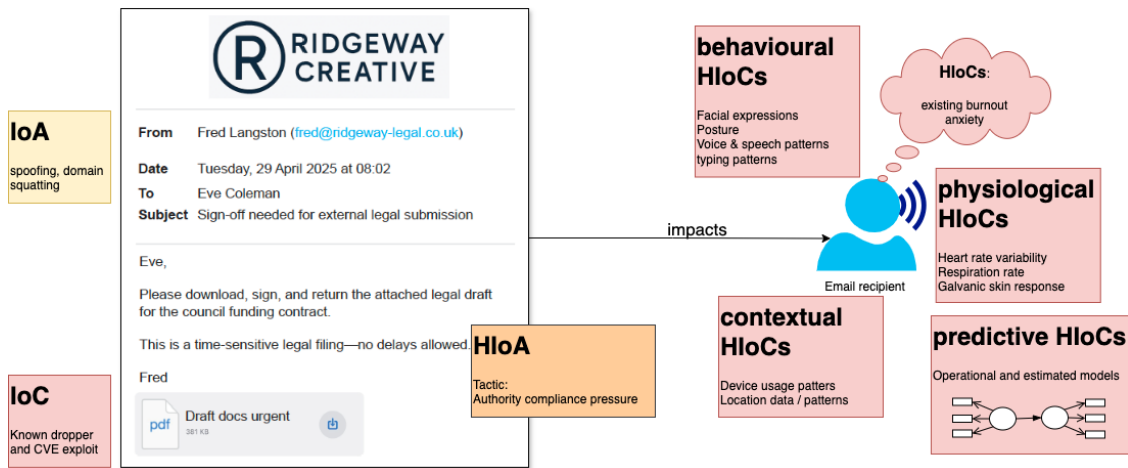 IoA
spoofing, domain
squatting
IoC
Known dropper
and CVE exploit
R
RIDGEWAY
CREATIVE
From Fred Langston (fred@ridgeway-legal.co.uk)
Date Tuesday, 29 April 2025 at 08:02
To Eve Coleman
Subject Sign-off needed for external legal submission
Eve,
Please download, sign, and return the attached legal draft
for the council funding contract.
This is a time-sensitive legal filing—no delays allowed.
Fred
pdf
Draft docs urgent
381 KB
HIoA
Tactic:
Authority compliance pressure
impacts
behavioural
HIoCs
Facial expressions
Posture
Voice & speech patterns
typing patterns
HIoCs:
existing burnout
anxiety
Email recipient
physiological
HIoCs
Heart rate variability
Respiration rate
Galvanic skin response
contextual
HIoCs
Device usage patters
Location data / patterns
predictive HIoCs
Operational and estimated models